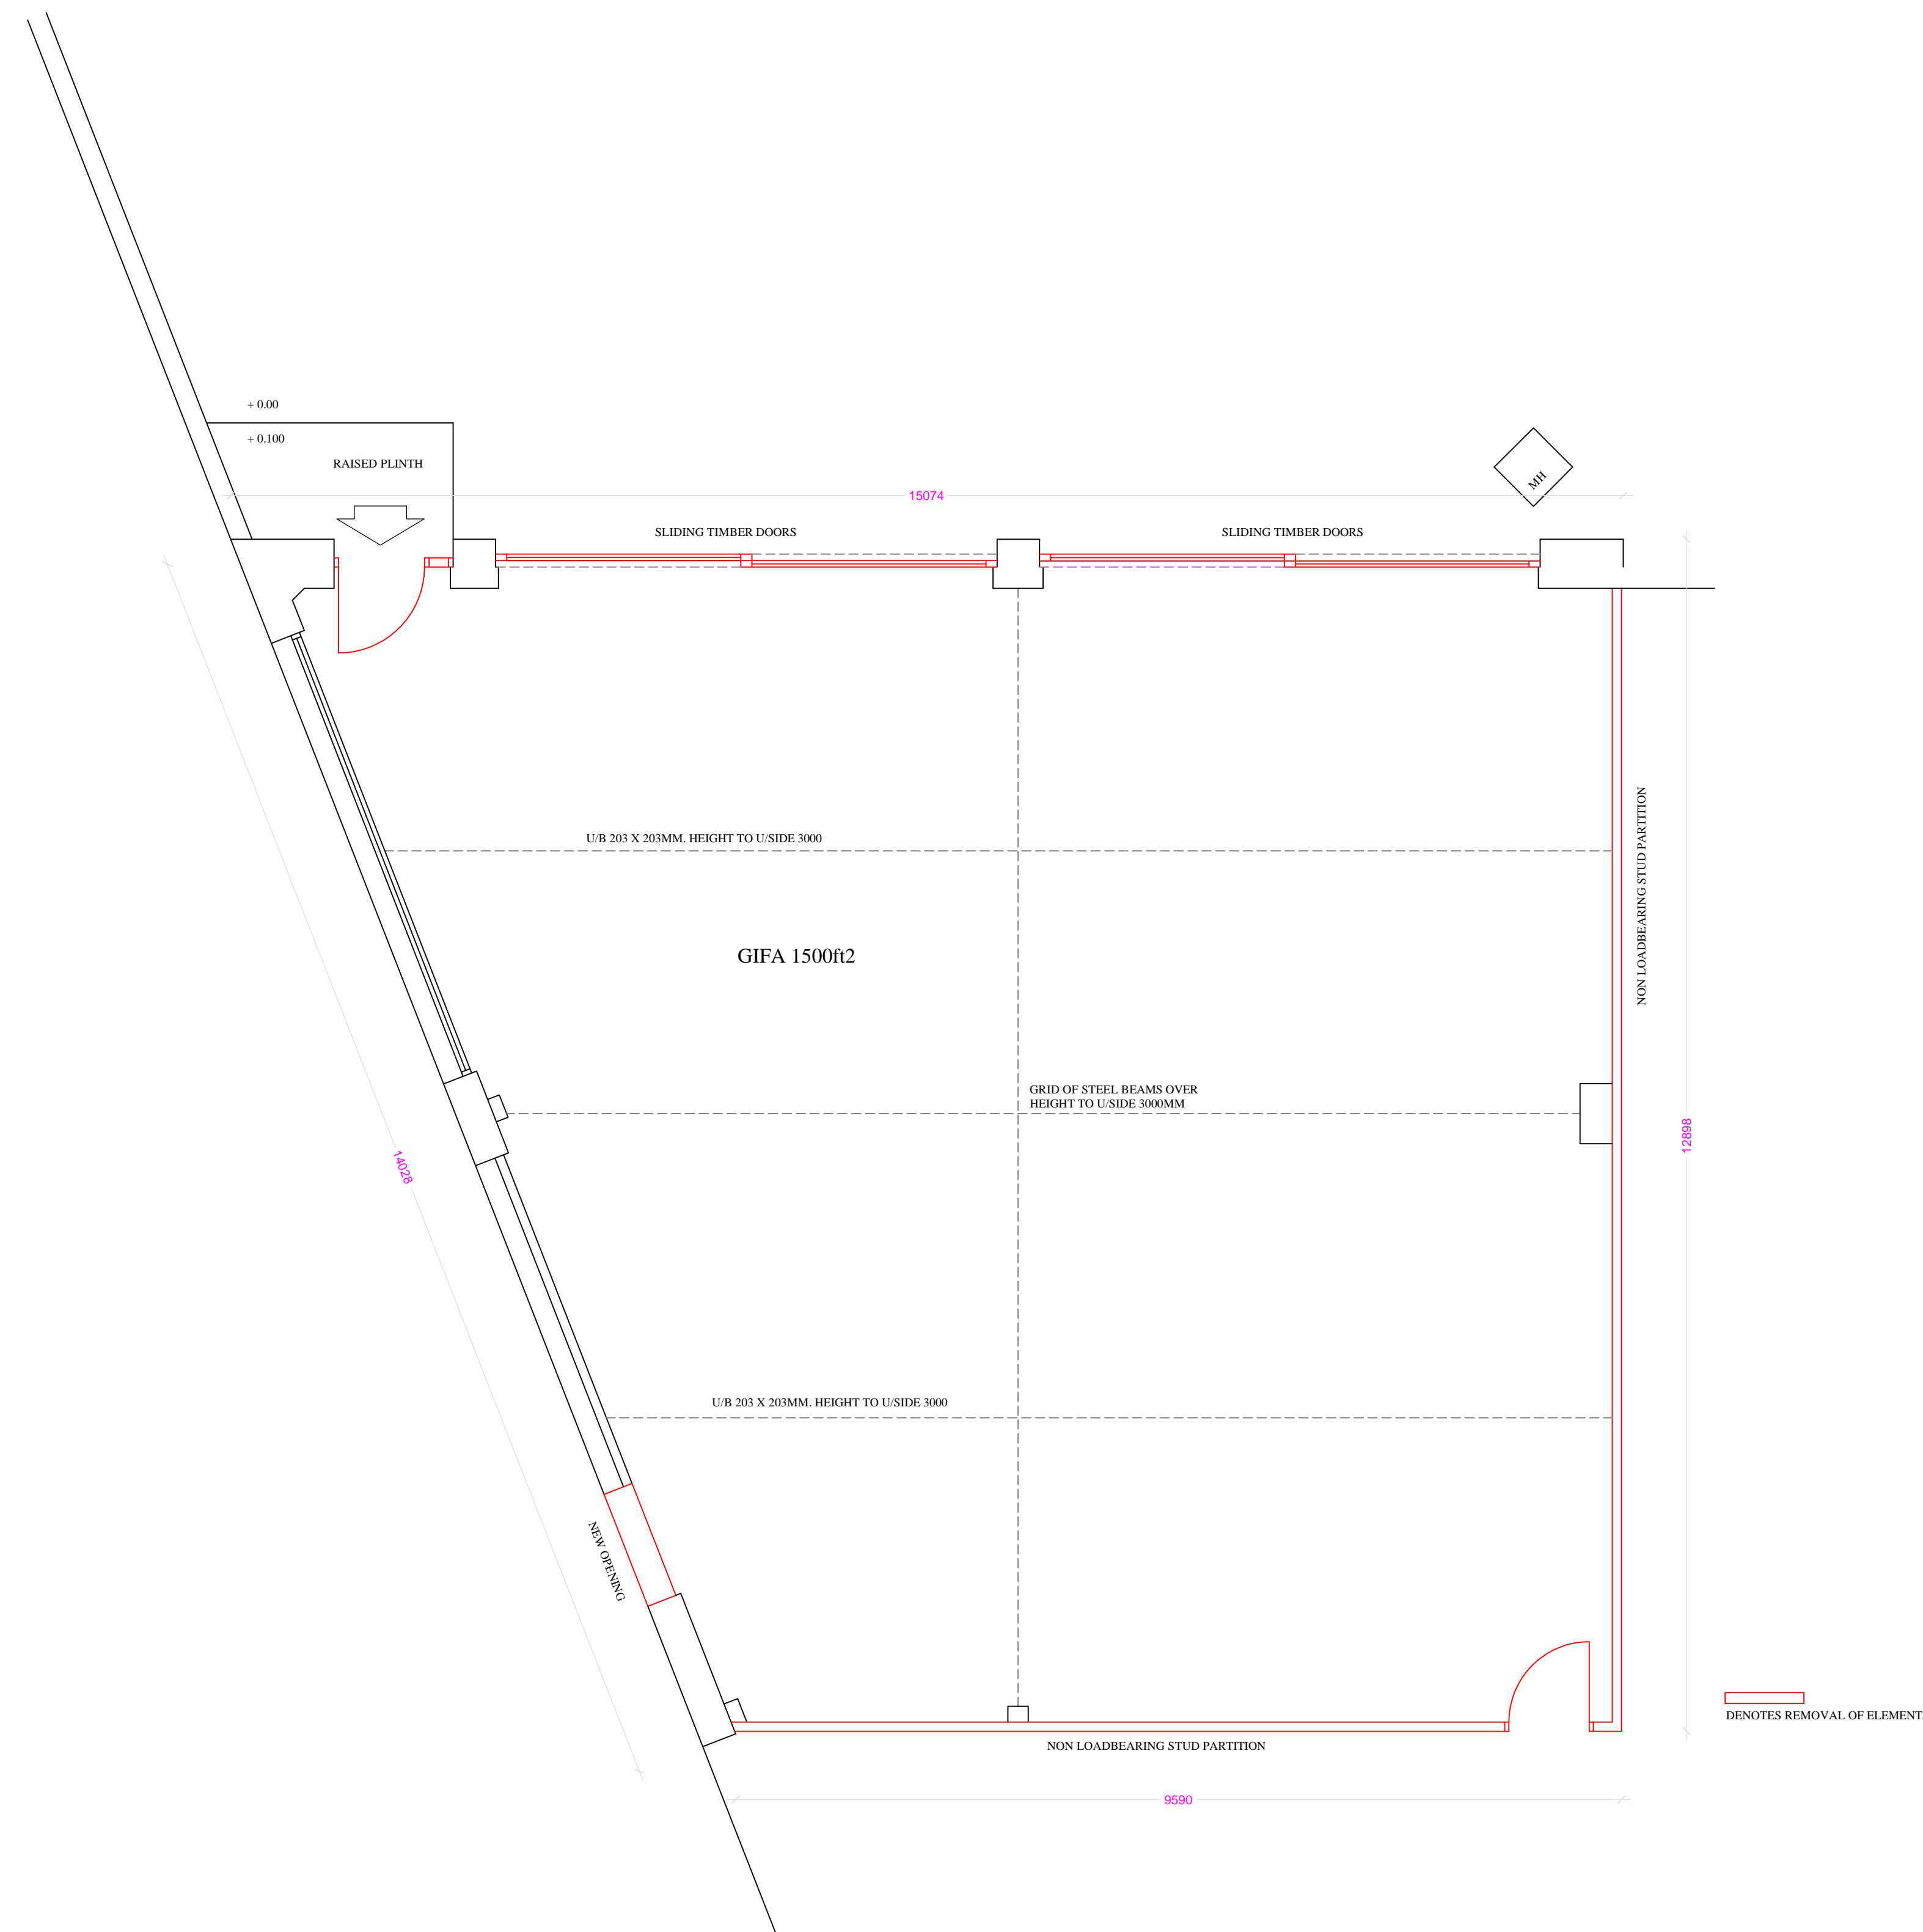 + 0.00
+ 0.100
RAISED PLINTH
MH
15074
SLIDING TIMBER DOORS
SLIDING TIMBER DOORS
U/B 203 X 203MM. HEIGHT TO U/SIDE 3000
NON LOADBEARING STUD PARTITION
GIFA 1500ft2
GRID OF STEEL BEAMS OVER
HEIGHT TO U/SIDE 3000MM
12898
14028
U/B 203 X 203MM. HEIGHT TO U/SIDE 3000
NEW OPENING
DENOTES REMOVAL OF ELEMENT
NON LOADBEARING STUD PARTITION
9590